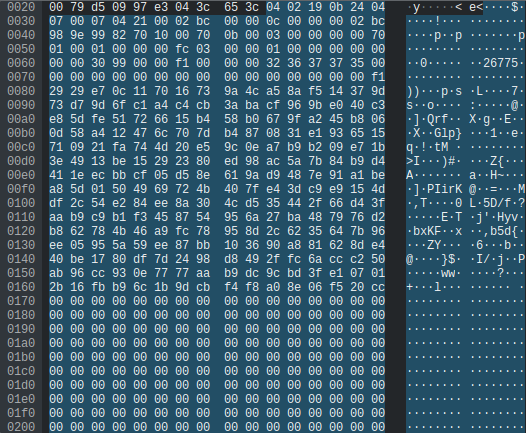 0020 00 79 d5 09 97 e3 04 3c 65 3c 04 02 19 0b 24 04 ·y·····< e<····$·
0030 07 00 07 04 21 00 02 bc 00 00 0c 00 00 00 02 bc ····!··· ········
0040 98 9e 99 82 70 10 00 70 0b 00 03 00 00 00 00 70 ····p··p ·······p
0050 01 00 01 00 00 00 fc 03 00 00 01 00 00 00 65 15 ········ ······e·
0060 00 00 30 99 00 00 f1 00 00 00 32 36 37 37 35 00 ··0····· ··26775·
0070 00 00 00 00 00 00 00 00 00 00 00 00 00 00 00 f1 ········ ········
0080 29 29 e7 0c 11 70 16 73 9a 4c a5 8a f5 14 37 9d ))···p·s ·L····7·
0090 73 d7 9d 6f fc a1 a4 c4 cb 3a ba cf 96 9b e0 40 c3
00a0 e8 5d fe 51 72 66 15 b4 58 b0 67 9f a2 45 b8 06
00b0 0d 58 a4 12 47 6c 70 7d b4 87 08 31 e1 93 65 15
00c0 71 09 21 fa 74 4d 20 e5 9c 0e a7 b9 b2 09 e7 1b
00d0 3e 49 13 be 15 29 23 80 ed 98 ac 5a 7b 84 b9 d4
00e0 41 1e ec bb cf 05 d5 8e 61 9a d9 48 7e 91 a1 be
00f0 a8 5d 01 50 49 69 72 4b 40 7f e4 3d c9 e9 15 4d
0100 df 2c 54 e2 84 ee 8a 30 4c d5 35 44 2f 66 d4 3f
0110 aa b9 c9 b1 f3 45 87 54 95 6a 27 ba 48 79 76 d2
0120 b8 62 78 4b 46 a9 fc 78 95 8d 2c 62 35 64 7b 96
0130 ee 05 95 5a 59 ee 87 bb 10 36 90 a8 81 62 8d e4
0140 40 be 17 80 df 7d 24 98 d8 49 2f fc 6a cc c2 50
0150 ab 96 cc 93 0e 77 77 aa b9 dc 9c bd 3f e1 07 01
0160 2b 16 fb b9 6c 1b 9d cb f4 f8 a0 8e 06 f5 20 cc
0170 00 00 00 00 00 00 00 00 00 00 00 00 00 00 00 00 ········ ········
0180 00 00 00 00 00 00 00 00 00 00 00 00 00 00 00 00 ········ ········
0190 00 00 00 00 00 00 00 00 00 00 00 00 00 00 00 00 ········ ········
01a0 00 00 00 00 00 00 00 00 00 00 00 00 00 00 00 00 ········ ········
01b0 00 00 00 00 00 00 00 00 00 00 00 00 00 00 00 00 ········ ········
01c0 00 00 00 00 00 00 00 00 00 00 00 00 00 00 00 00 ········ ········
01d0 00 00 00 00 00 00 00 00 00 00 00 00 00 00 00 00 ········ ········
01e0 00 00 00 00 00 00 00 00 00 00 00 00 00 00 00 00 ········ ········
01f0 00 00 00 00 00 00 00 00 00 00 00 00 00 00 00 00 ········ ········
0200 00 00 00 00 00 00 00 00 00 00 00 00 00 00 00 00 ········ ········